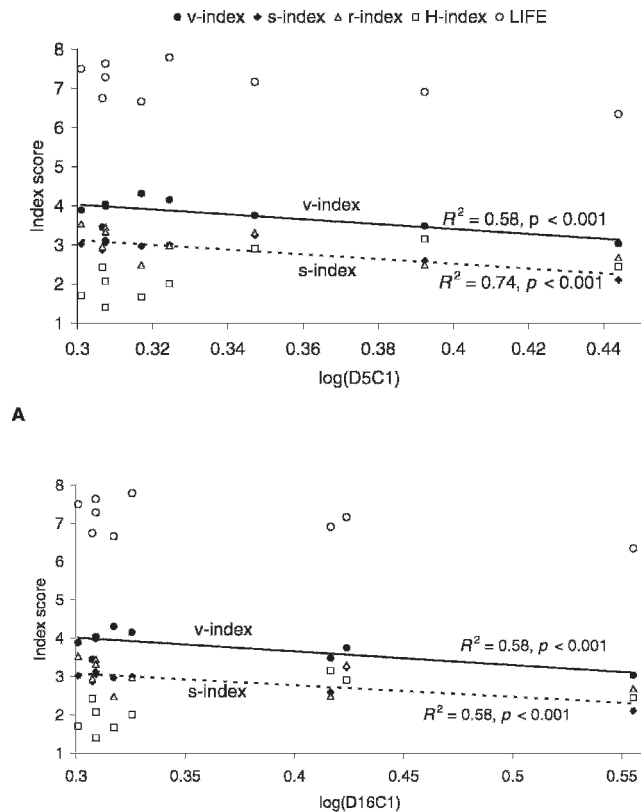 ● v-index ◆ s-index △ r-index □ H-index ○ LIFE
8
7
6
5
4
3
2
1
Index score
v-index
R² = 0.58, p < 0.001
s-index
R² = 0.74, p < 0.001
0.3 0.32 0.34 0.36 0.38 0.4 0.42 0.44
log(D5C1)
A
8
7
6
5
4
3
2
1
Index score
v-index
R² = 0.58, p < 0.001
s-index
R² = 0.58, p < 0.001
0.3 0.35 0.4 0.45 0.5 0.55
log(D16C1)